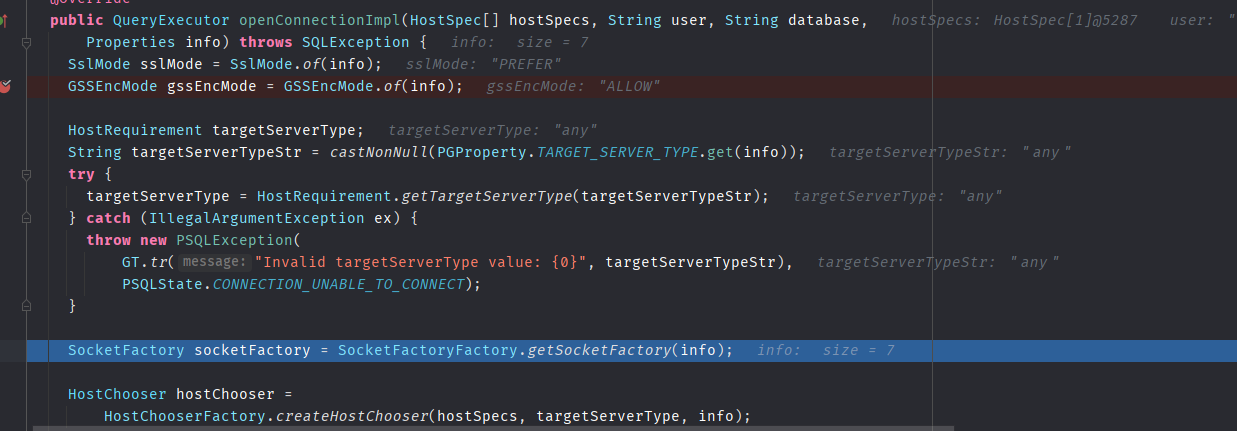 @Override
public QueryExecutor openConnectionImpl(HostSpec[] hostSpecs, String user, String database,   hostSpecs: HostSpec[1]@5287   user: "
    Properties info) throws SQLException {   info:  size = 7
  SslMode sslMode = SslMode.of(info);   sslMode: "PREFER"
  GSSEncMode gssEncMode = GSSEncMode.of(info);   gssEncMode: "ALLOW"
  HostRequirement targetServerType;   targetServerType: "any"
  String targetServerTypeStr = castNonNull(PGProperty.TARGET_SERVER_TYPE.get(info));   targetServerTypeStr: "any"
  try {
    targetServerType = HostRequirement.getTargetServerType(targetServerTypeStr);   targetServerType: "any"
  } catch (IllegalArgumentException ex) {
    throw new PSQLException(
        GT.tr( message: "Invalid targetServerType value: {0}", targetServerTypeStr),   targetServerTypeStr: "any"
        PSQLState.CONNECTION_UNABLE_TO_CONNECT);
  }
  SocketFactory socketFactory = SocketFactoryFactory.getSocketFactory(info);   info:  size = 7
  HostChooser hostChooser =
      HostChooserFactory.createHostChooser(hostSpecs, targetServerType, info);